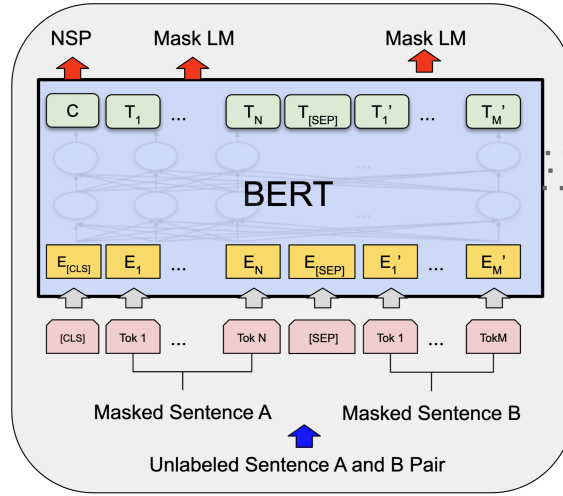 NSP Mask LM Mask LM
C T1 ... TN T[SEP] T1' ... TM'
...
BERT
...
E[CLS] E1 ... EN E[SEP] E1' ... EM'
[CLS] Tok 1 ... Tok N [SEP] Tok 1 ... TokM
Masked Sentence A Masked Sentence B
Unlabeled Sentence A and B Pair